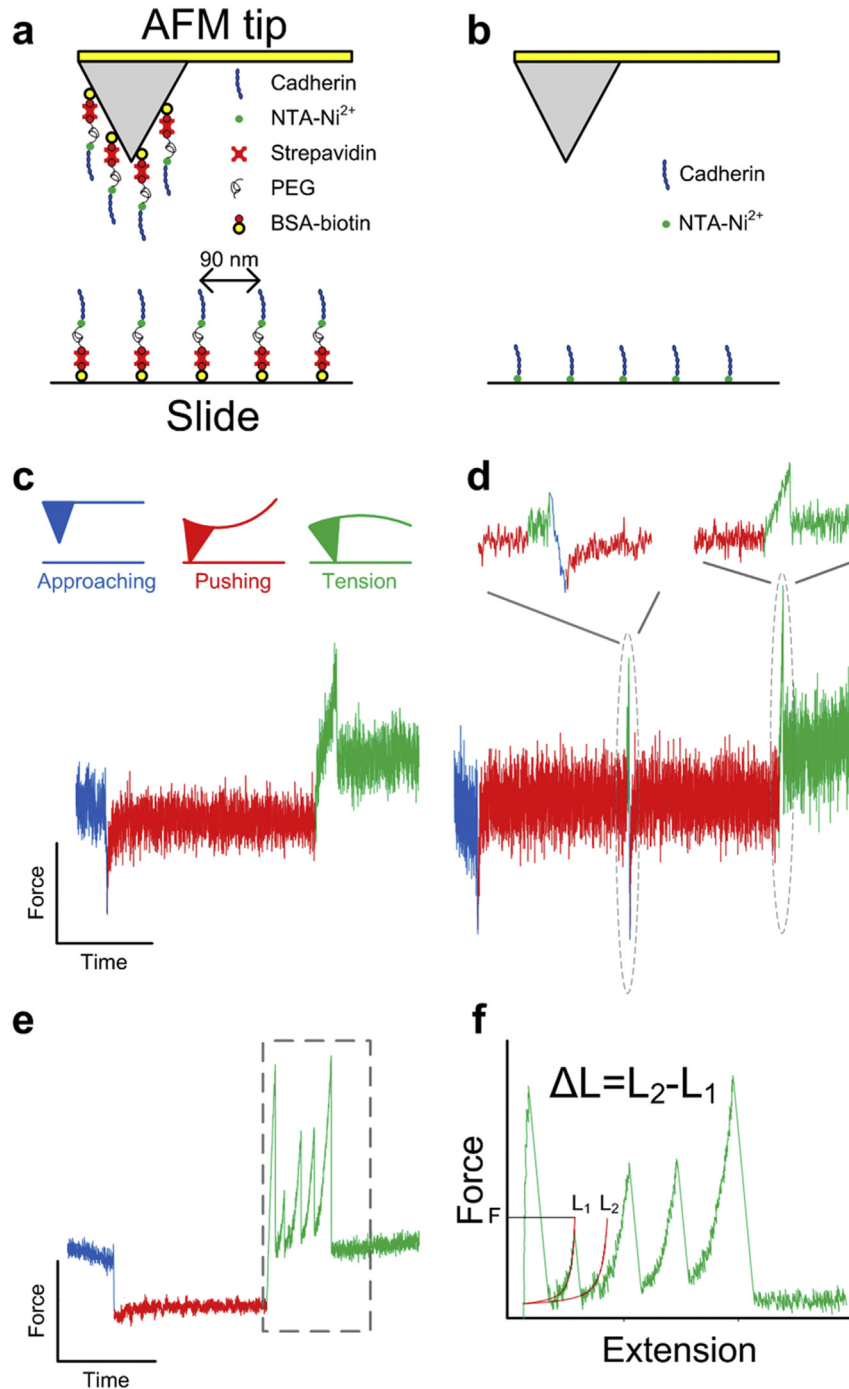 a
AFM tip
Cadherin
NTA-Ni²⁺
Strepavidin
PEG
BSA-biotin
90 nm
Slide
b
Cadherin
NTA-Ni²⁺
c
Approaching
Pushing
Tension
Force
Time
d
e
Force
Time
f
ΔL=L₂-L₁
F
L₁ L₂
Force
Extension